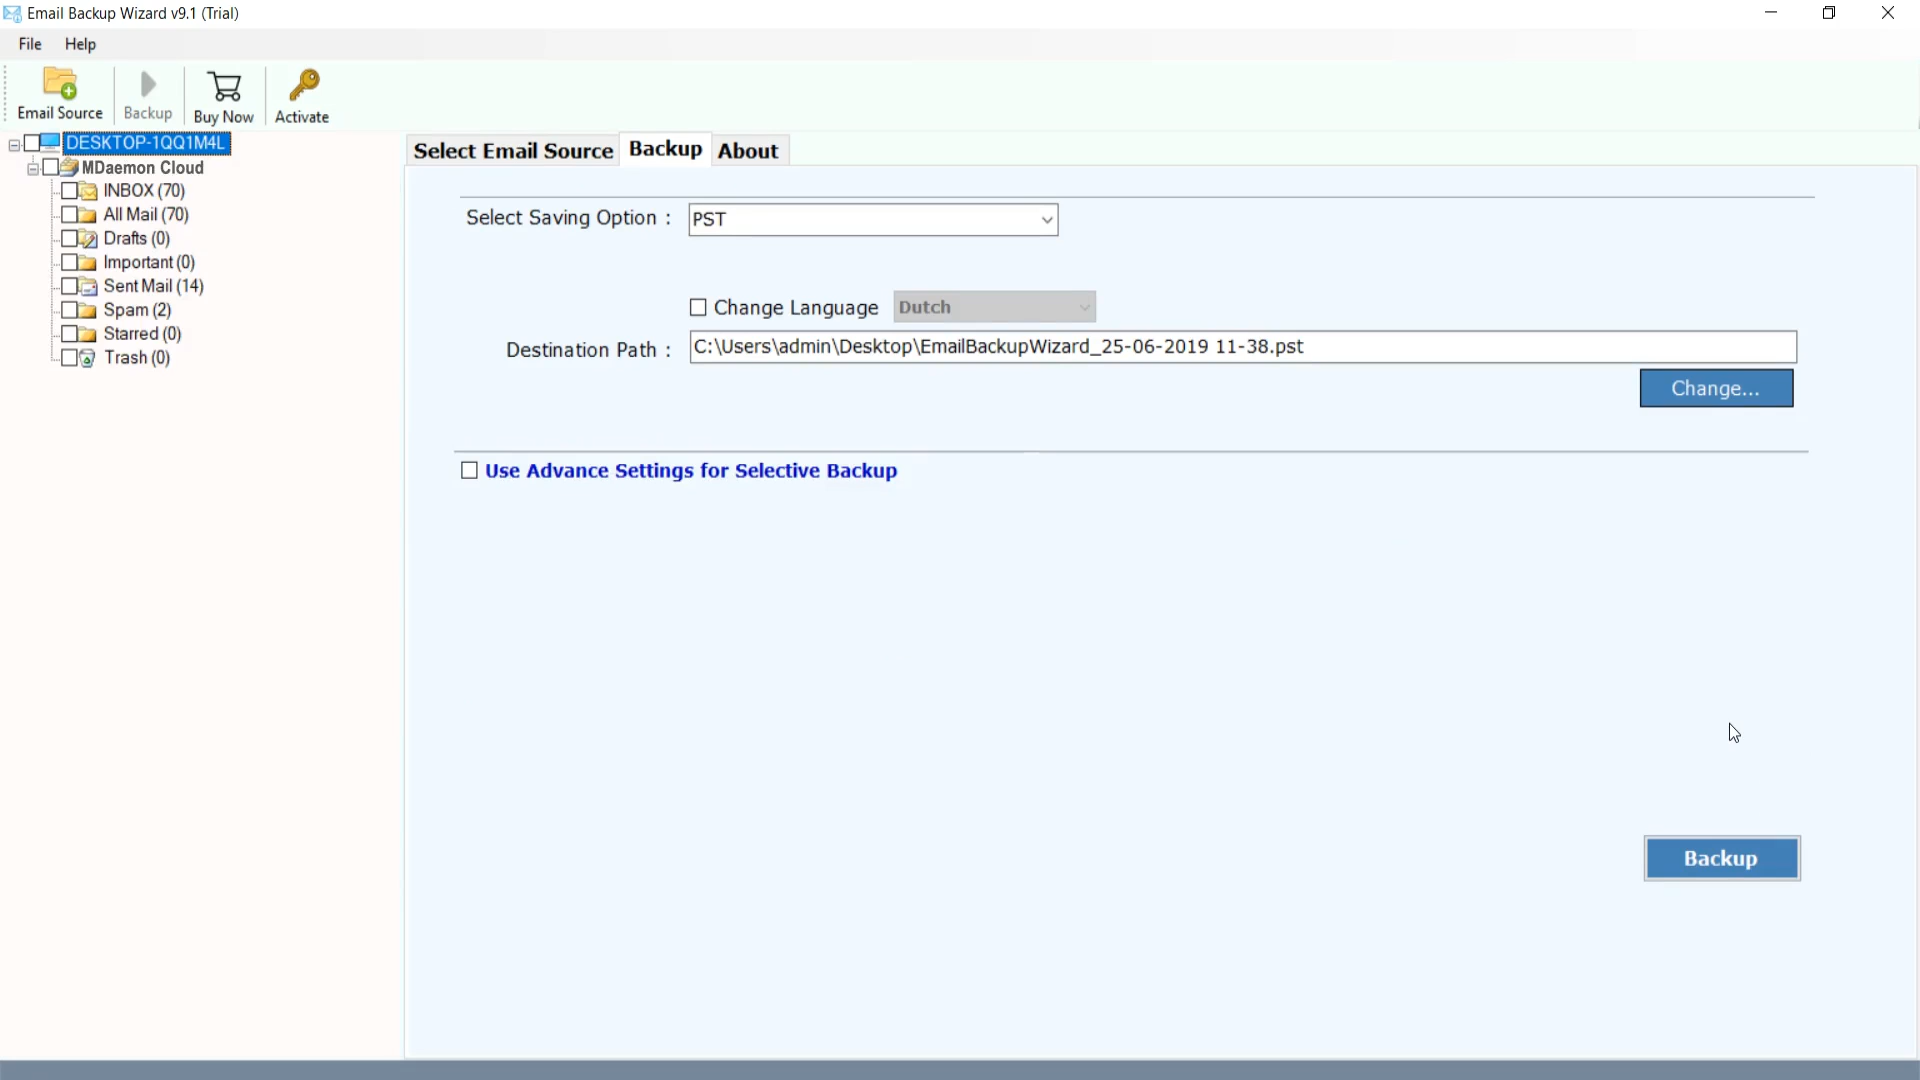 Email Backup Wizard v9.1 (Trial)
File Help
Email Source Backup Buy Now Activate
DESKTOP-1QQ1M4L
MDaemon Cloud
INBOX (70)
All Mail (70)
Drafts (0)
Important (0)
Sent Mail (14)
Spam (2)
Starred (0)
Trash (0)
Select Email Source Backup About
Select Saving Option : PST
Change Language Dutch
Destination Path : C:\Users\admin\Desktop\EmailBackupWizard_25-06-2019 11-38.pst
Change...
Use Advance Settings for Selective Backup
Backup